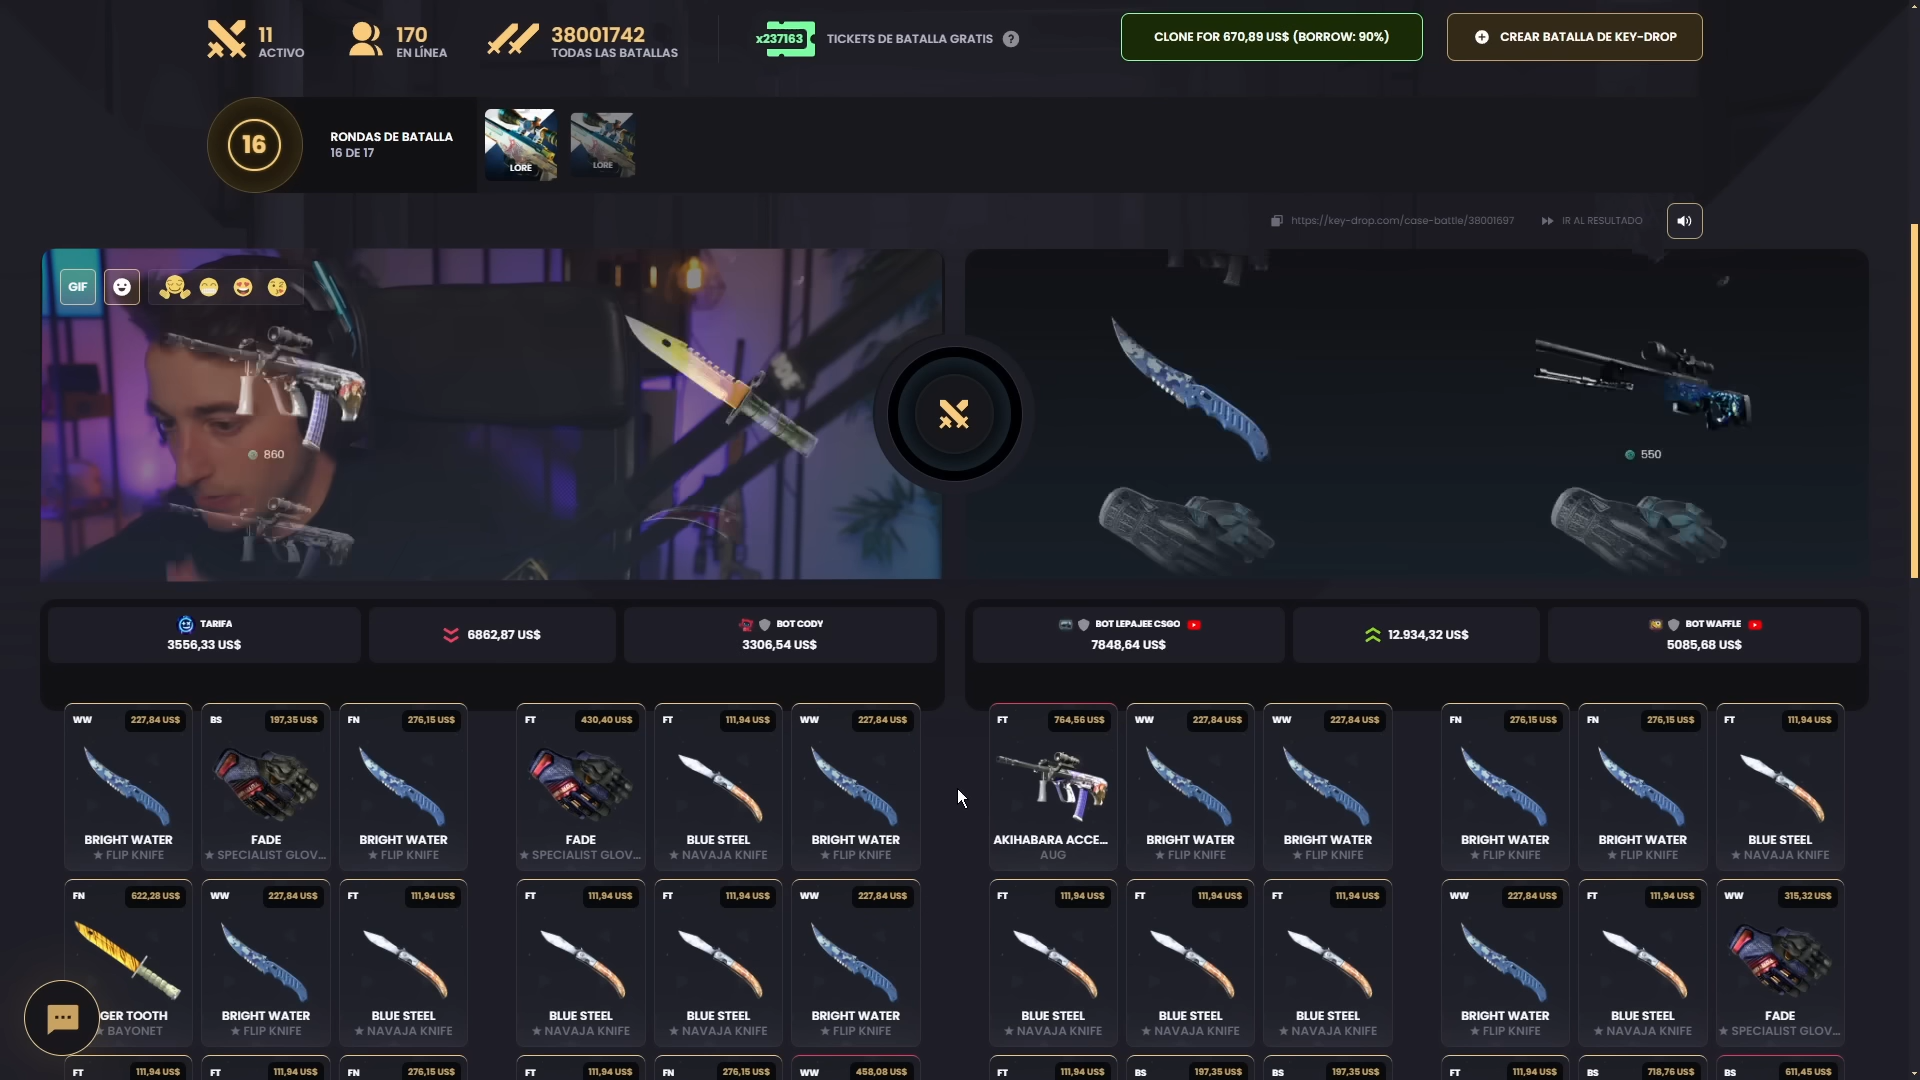 11
ACTIVO
170
EN LÍNEA
38001742
TODAS LAS BATALLAS
x237163
TICKETS DE BATALLA GRATIS
?
CLONE FOR 670,89 US$ (BORROW: 90%)
CREAR BATALLA DE KEY-DROP
16
RONDAS DE BATALLA
16 DE 17
LORE
LORE
https://key-drop.com/case-battle/38001697
IR AL RESULTADO
GIF
860
550
TARIFA
3556,33 US$
6862,87 US$
BOT CODY
3306,54 US$
BOT LEPAJEE CSGO
7848,64 US$
12.934,32 US$
BOT WAFFLE
5085,68 US$
WW 227,84 US$
BRIGHT WATER
★ FLIP KNIFE
BS 197,35 US$
FADE
★ SPECIALIST GLOV...
FN 276,15 US$
BRIGHT WATER
★ FLIP KNIFE
FT 430,40 US$
FADE
★ SPECIALIST GLOV...
FT 111,94 US$
BLUE STEEL
★ NAVAJA KNIFE
WW 227,84 US$
BRIGHT WATER
★ FLIP KNIFE
FT 764,56 US$
AKIHABARA ACCE...
AUG
WW 227,84 US$
BRIGHT WATER
★ FLIP KNIFE
WW 227,84 US$
BRIGHT WATER
★ FLIP KNIFE
FN 276,15 US$
BRIGHT WATER
★ FLIP KNIFE
FN 276,15 US$
BRIGHT WATER
★ FLIP KNIFE
FT 111,94 US$
BLUE STEEL
★ NAVAJA KNIFE
FN 622,28 US$
GER TOOTH
★ BAYONET
WW 227,84 US$
BRIGHT WATER
★ FLIP KNIFE
FT 111,94 US$
BLUE STEEL
★ NAVAJA KNIFE
FT 111,94 US$
BLUE STEEL
★ NAVAJA KNIFE
FT 111,94 US$
BLUE STEEL
★ NAVAJA KNIFE
WW 227,84 US$
BRIGHT WATER
★ FLIP KNIFE
FT 111,94 US$
BLUE STEEL
★ NAVAJA KNIFE
FT 111,94 US$
BLUE STEEL
★ NAVAJA KNIFE
FT 111,94 US$
BLUE STEEL
★ NAVAJA KNIFE
WW 227,84 US$
BRIGHT WATER
★ FLIP KNIFE
FT 111,94 US$
BLUE STEEL
★ NAVAJA KNIFE
WW 315,32 US$
FADE
★ SPECIALIST GLOV...
FT 111,94 US$
FT 111,94 US$
FN 276,15 US$
FT 111,94 US$
FN 276,15 US$
WW 458,08 US$
FT 111,94 US$
BS 197,35 US$
BS 197,35 US$
FT 111,94 US$
BS 718,76 US$
BS 611,45 US$